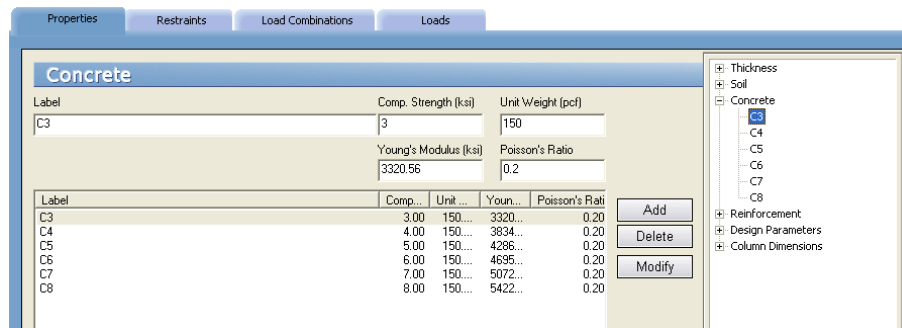 Properties Restraints Load Combinations Loads
Concrete
Label Comp. Strength (ksi) Unit Weight (pcf)
C3 3 150
Young's Modulus (ksi) Poisson's Ratio
3320.56 0.2
Label Comp... Unit ... Youn... Poisson's Rati
C3 3.00 150.... 3320... 0.20
C4 4.00 150.... 3834... 0.20
C5 5.00 150.... 4286... 0.20
C6 6.00 150.... 4695... 0.20
C7 7.00 150.... 5072... 0.20
C8 8.00 150.... 5422... 0.20
Add
Delete
Modify
Thickness
Soil
Concrete
C3
C4
C5
C6
C7
C8
Reinforcement
Design Parameters
Column Dimensions